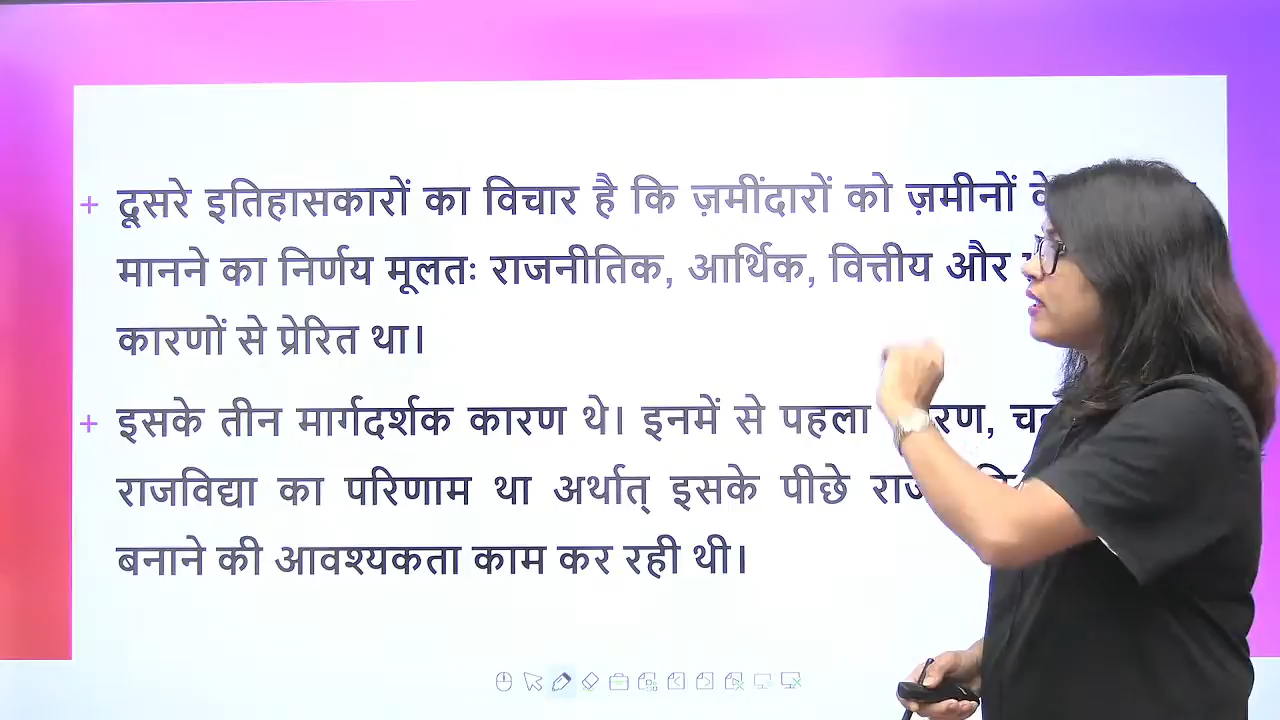 + दूसरे इतिहासकारों का विचार है कि ज़मींदारों को ज़मीनों
मानने का निर्णय मूलतः राजनीतिक, आर्थिक, वित्तीय और
कारणों से प्रेरित था।
+ इसके तीन मार्गदर्शक कारण थे। इनमें से पहला
राजविद्या का परिणाम था अर्थात् इसके पीछे
बनाने की आवश्यकता काम कर रही थी।